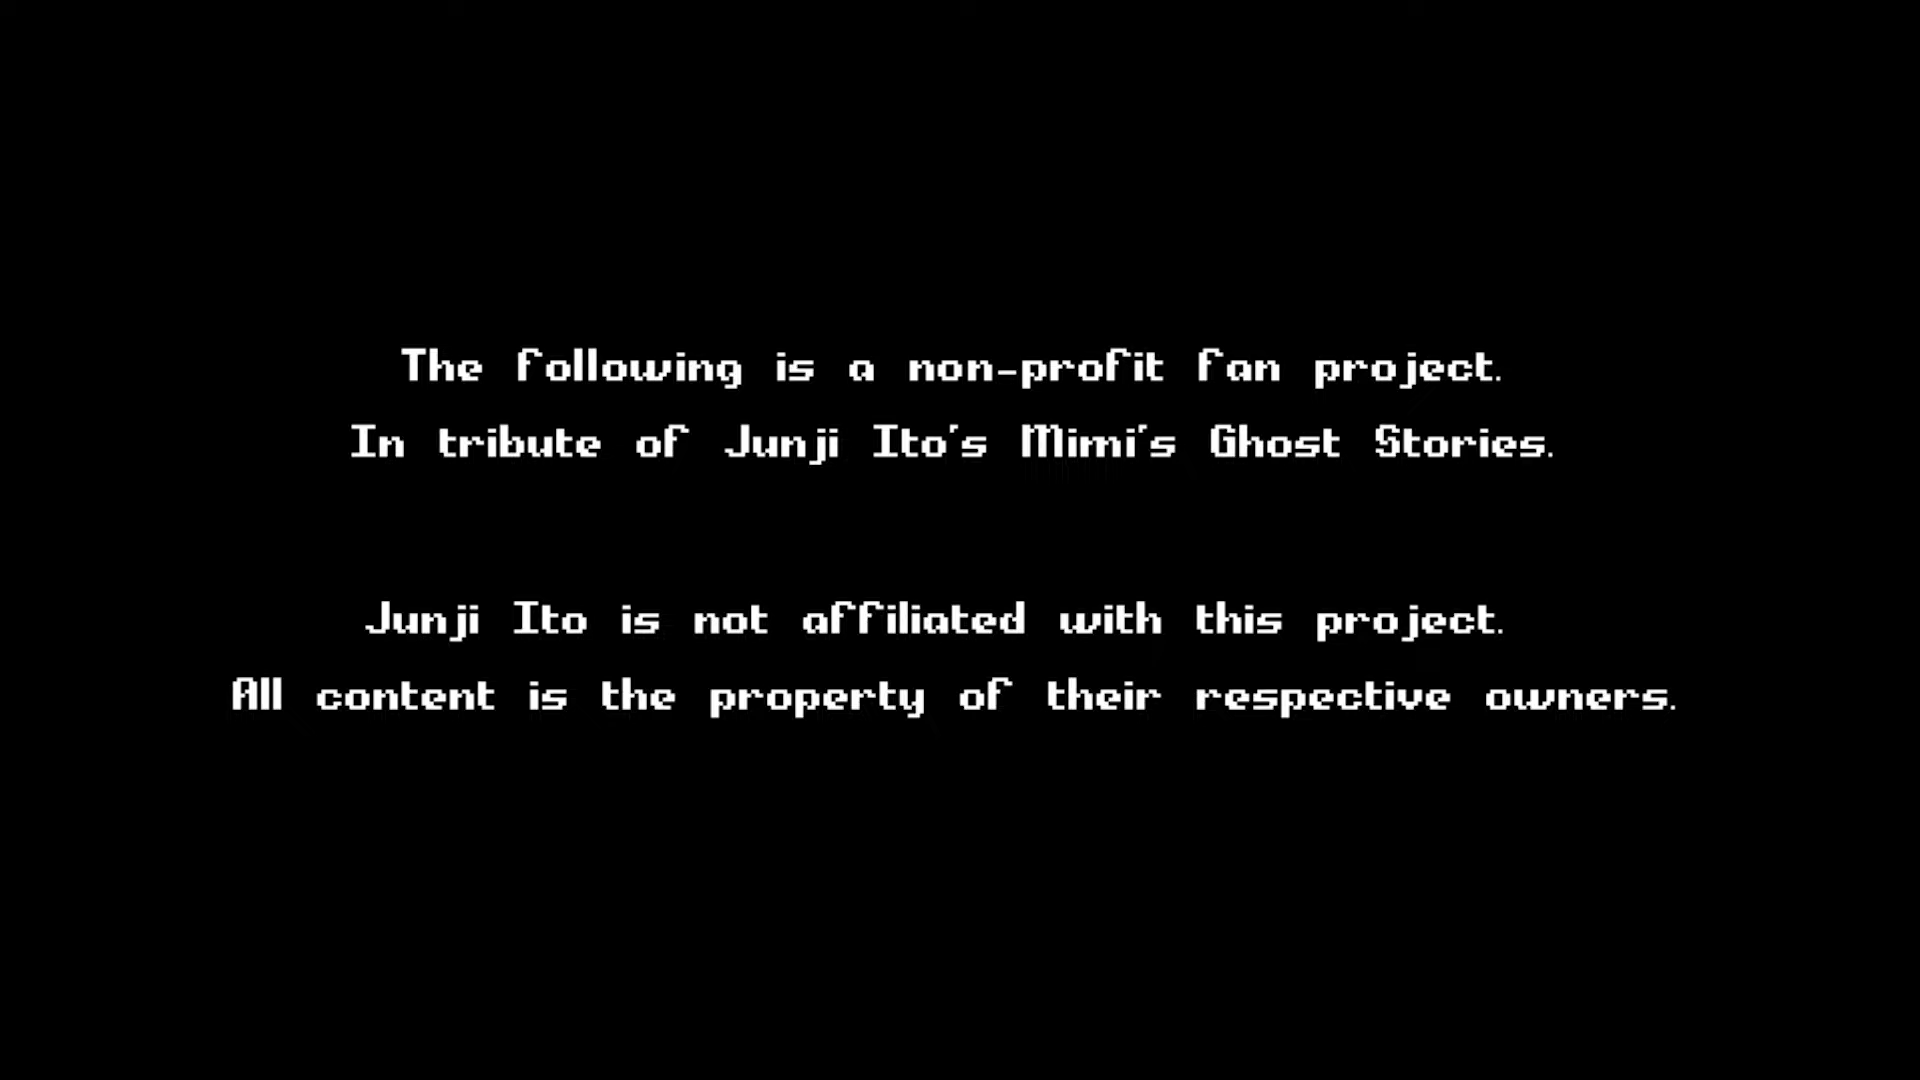 The following is a non-profit fan project.
In tribute of Junji Ito's Mimi's Ghost Stories.
Junji Ito is not affiliated with this project.
All content is the property of their respective owners.